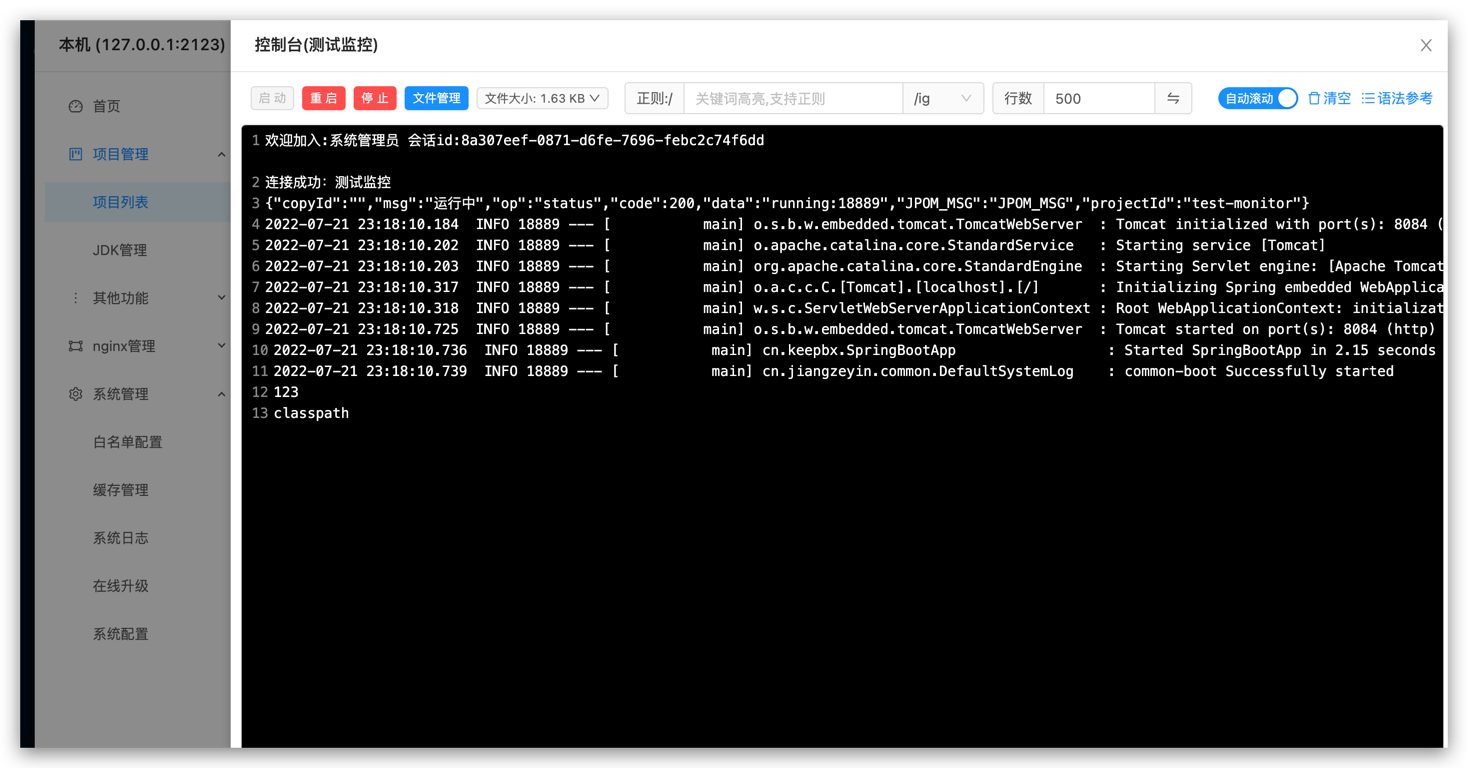 本机 (127.0.0.1:2123)
首页
项目管理
项目列表
JDK管理
其他功能
nginx管理
系统管理
白名单配置
缓存管理
系统日志
在线升级
系统配置
控制台(测试监控)
启 动 重 启 停 止 文件管理 文件大小: 1.63 KB 正则:/ 关键词高亮,支持正则 /ig 行数 500 自动滚动 清空 语法参考
1 欢迎加入:系统管理员 会话id:8a307eef-0871-d6fe-7696-febc2c74f6dd
2 连接成功: 测试监控
3 {"copyId":"","msg":"运行中","op":"status","code":200,"data":"running:18889","JPOM_MSG":"JPOM_MSG","projectId":"test-monitor"}
4 2022-07-21 23:18:10.184  INFO 18889 --- [           main] o.s.b.w.embedded.tomcat.TomcatWebServer  : Tomcat initialized with port(s): 8084 (
5 2022-07-21 23:18:10.202  INFO 18889 --- [           main] o.apache.catalina.core.StandardService   : Starting service [Tomcat]
6 2022-07-21 23:18:10.203  INFO 18889 --- [           main] org.apache.catalina.core.StandardEngine  : Starting Servlet engine: [Apache Tomcat
7 2022-07-21 23:18:10.317  INFO 18889 --- [           main] o.a.c.c.C.[Tomcat].[localhost].[/]       : Initializing Spring embedded WebApplica
8 2022-07-21 23:18:10.318  INFO 18889 --- [           main] w.s.c.ServletWebServerApplicationContext : Root WebApplicationContext: initializat
9 2022-07-21 23:18:10.725  INFO 18889 --- [           main] o.s.b.w.embedded.tomcat.TomcatWebServer  : Tomcat started on port(s): 8084 (http)
10 2022-07-21 23:18:10.736  INFO 18889 --- [           main] cn.keepbx.SpringBootApp                  : Started SpringBootApp in 2.15 seconds
11 2022-07-21 23:18:10.739  INFO 18889 --- [           main] cn.jiangzeyin.common.DefaultSystemLog    : common-boot Successfully started
12 123
13 classpath